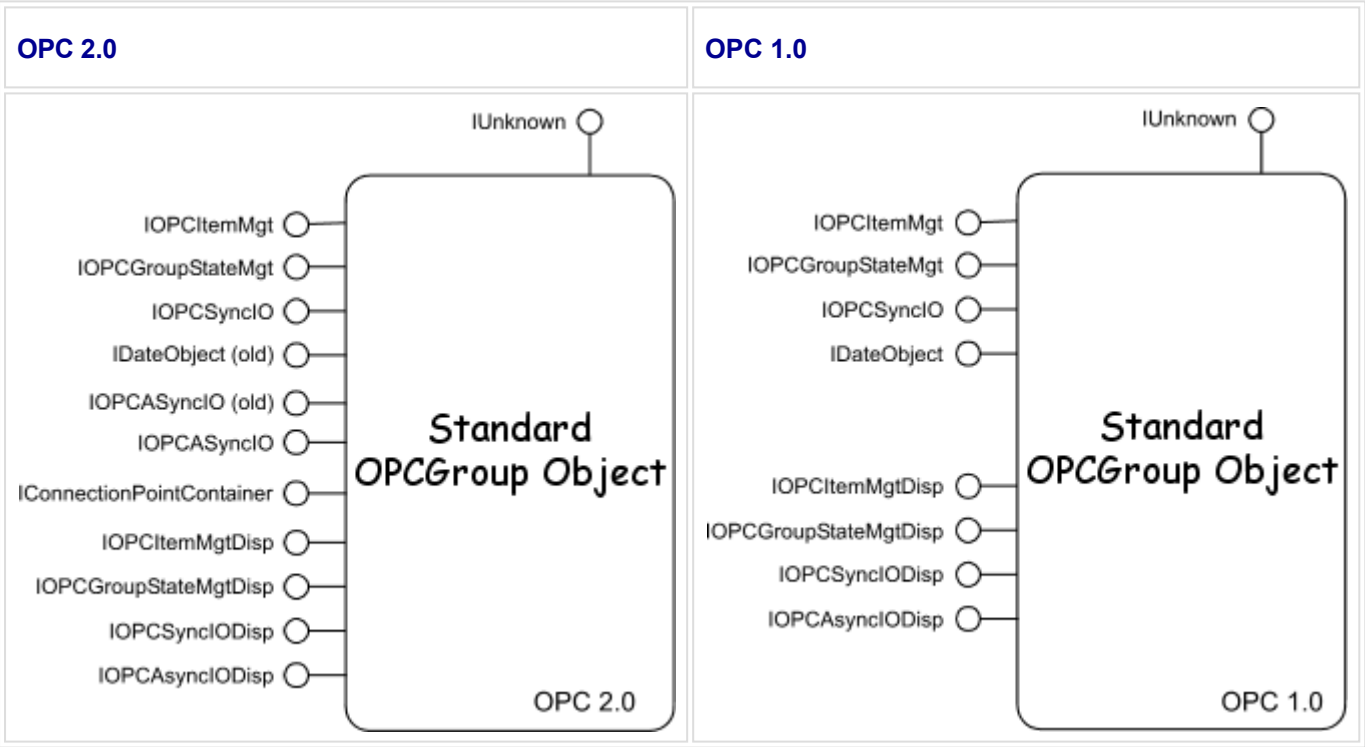 OPC 2.0
OPC 1.0
IUnknown
IOPCItemMgt
IOPCGroupStateMgt
IOPCSyncIO
IDateObject (old)
IOPCASyncIO (old)
IOPCASyncIO
IConnectionPointContainer
IOPCItemMgtDisp
IOPCGroupStateMgtDisp
IOPCSyncIODisp
IOPCAsyncIODisp
Standard
OPCGroup Object
OPC 2.0
IUnknown
IOPCItemMgt
IOPCGroupStateMgt
IOPCSyncIO
IDateObject
IOPCItemMgtDisp
IOPCGroupStateMgtDisp
IOPCSyncIODisp
IOPCAsyncIODisp
Standard
OPCGroup Object
OPC 1.0